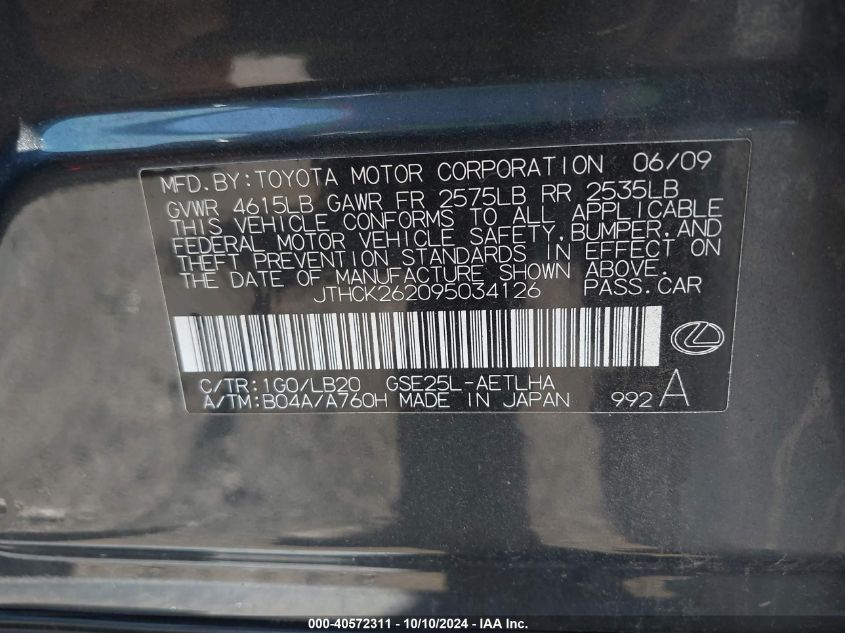 MFD.BY:TOYOTA MOTOR CORPORATION 06/09
GVWR 4615LB GAWR FR 2575LB RR 2535LB
THIS VEHICLE CONFORMS TO ALL APPLICABLE
FEDERAL MOTOR VEHICLE SAFETY,BUMPER,AND
THEFT PREVENTION STANDARDS IN EFFECT ON
THE DATE OF MANUFACTURE SHOWN ABOVE.
JTHCK262095034126 PASS.CAR
C/TR:1G0/LB20 GSE25L-AETLHA
A/TM:B04A/A760H MADE IN JAPAN 992 A
000-40572311 - 10/10/2024 - IAA Inc.